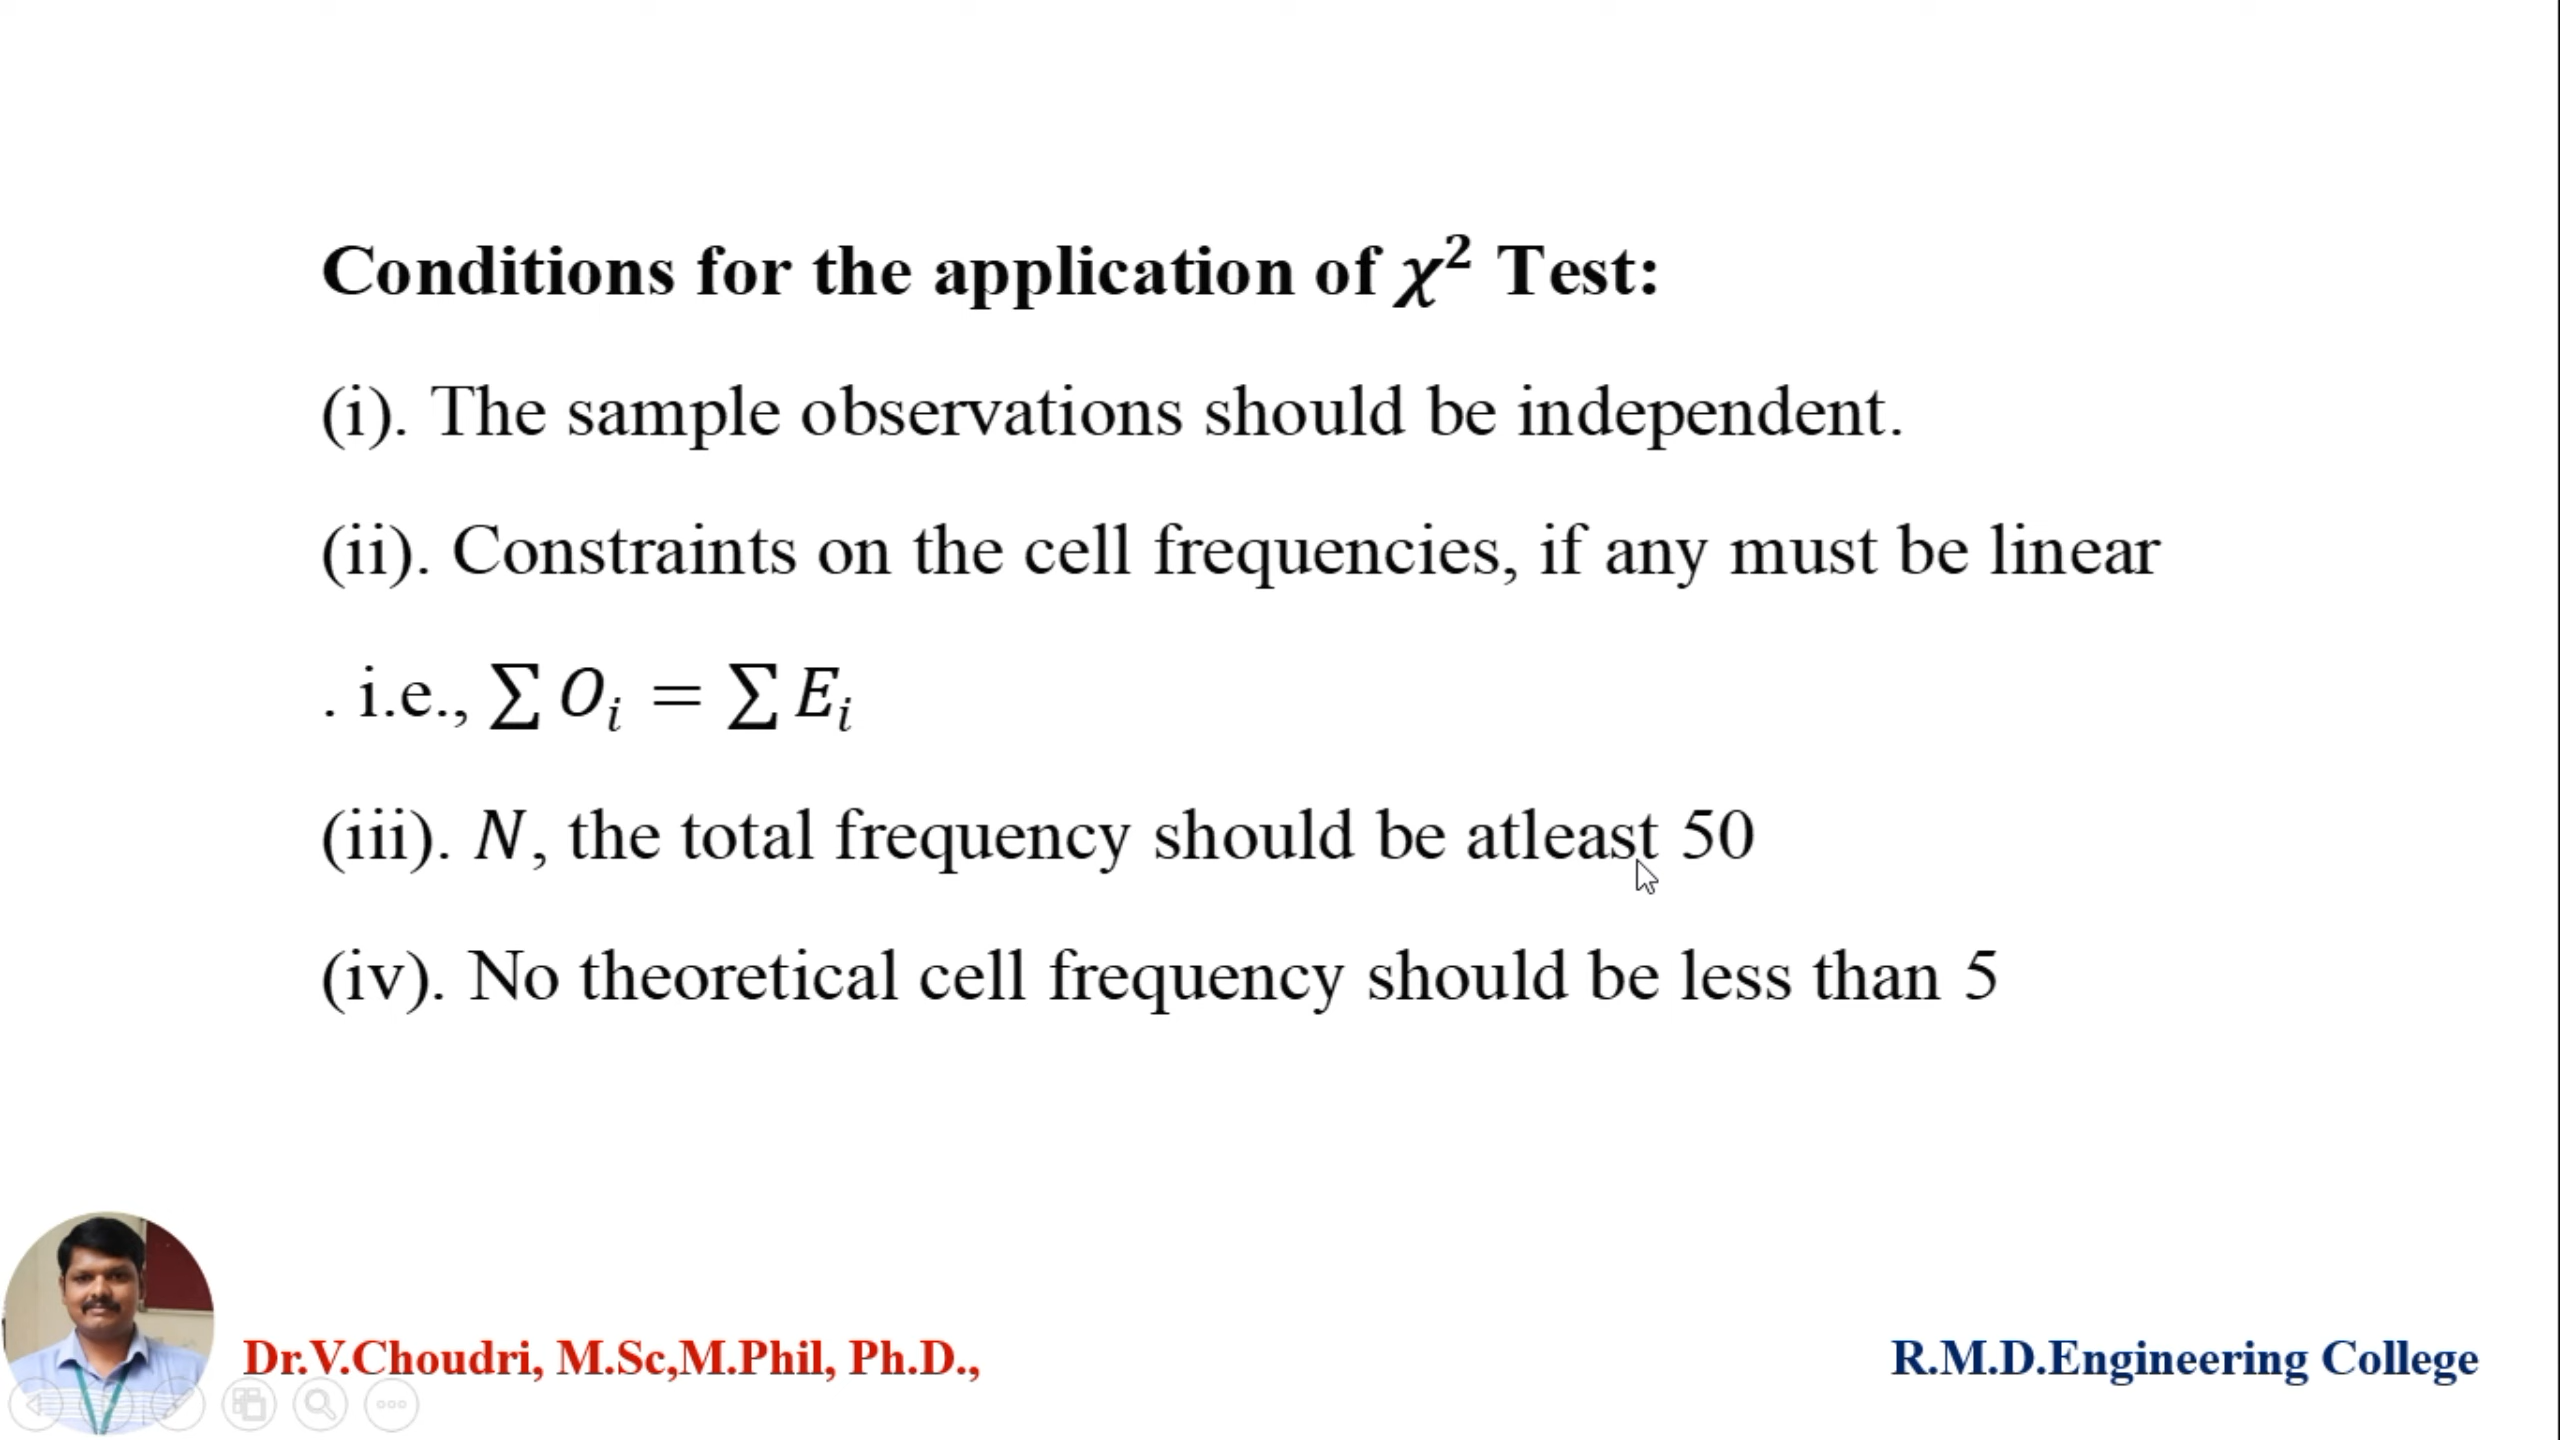 Conditions for the application of χ² Test:
(i). The sample observations should be independent.
(ii). Constraints on the cell frequencies, if any must be linear
. i.e., ∑ Oᵢ = ∑ Eᵢ
(iii). N, the total frequency should be atleast 50
(iv). No theoretical cell frequency should be less than 5
Dr.V.Choudri, M.Sc,M.Phil, Ph.D.,
R.M.D.Engineering College